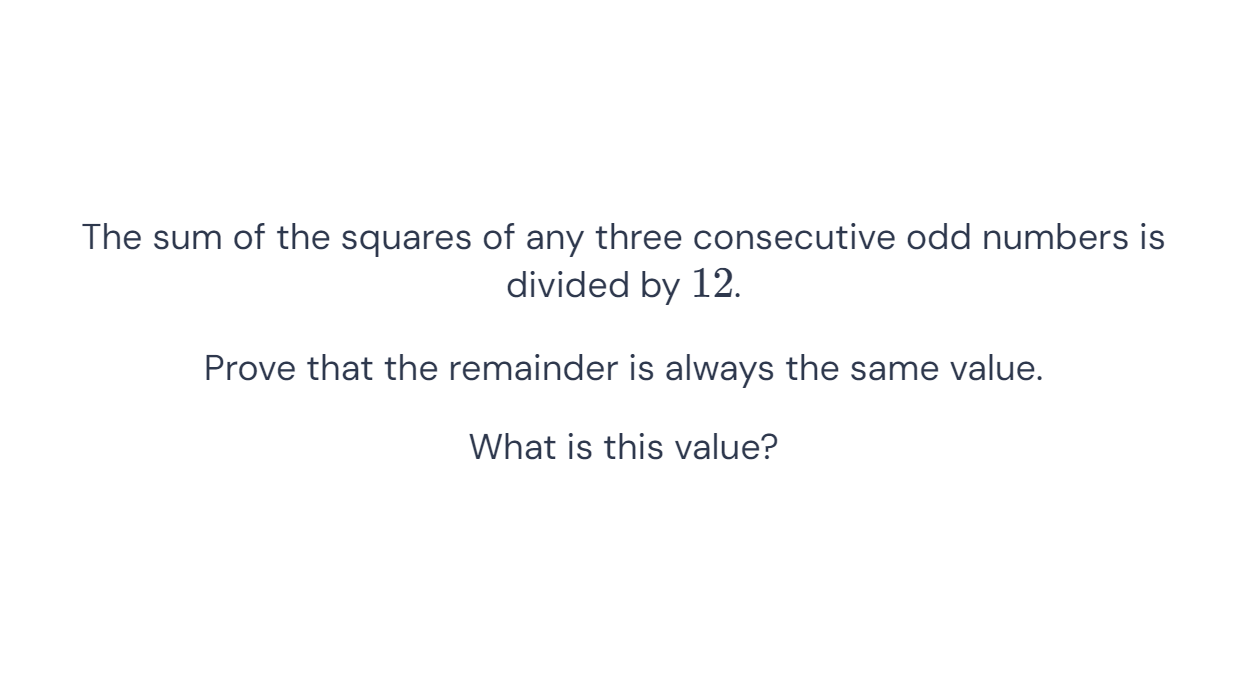 The sum of the squares of any three consecutive odd numbers is
divided by 12.
Prove that the remainder is always the same value.
What is this value?